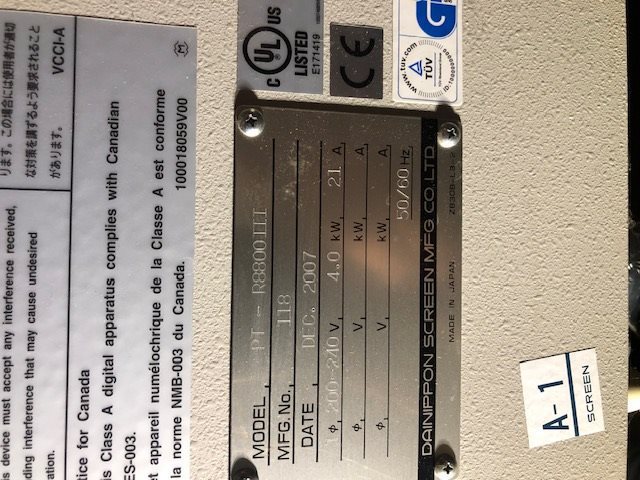 ります。この場合には使用者が適切
な対策を講ずるよう要求されること
があります。
VCCI-A
is device must accept any interference received,
ding interference that may cause undesired
ation.
tice for Canada
is Class A digital apparatus complies with Canadian
ES-003.
et appareil numélochrique de la Classe A est conforme
la norme NMB-003 du Canada.
100018059V00
C UL US
LISTED
E171419
CE
www.tuv.com
TÜV
MODEL PT-R8800III
MFG.No. 118
DATE DEC. 2007
1 φ, 200-240 V, 4.0 kW, 21 A
φ, V, kW, A
φ, V, kW, A
50/60 Hz
DAINIPPON SCREEN MFG.CO.,LTD.
MADE IN JAPAN
A-1
SCREEN